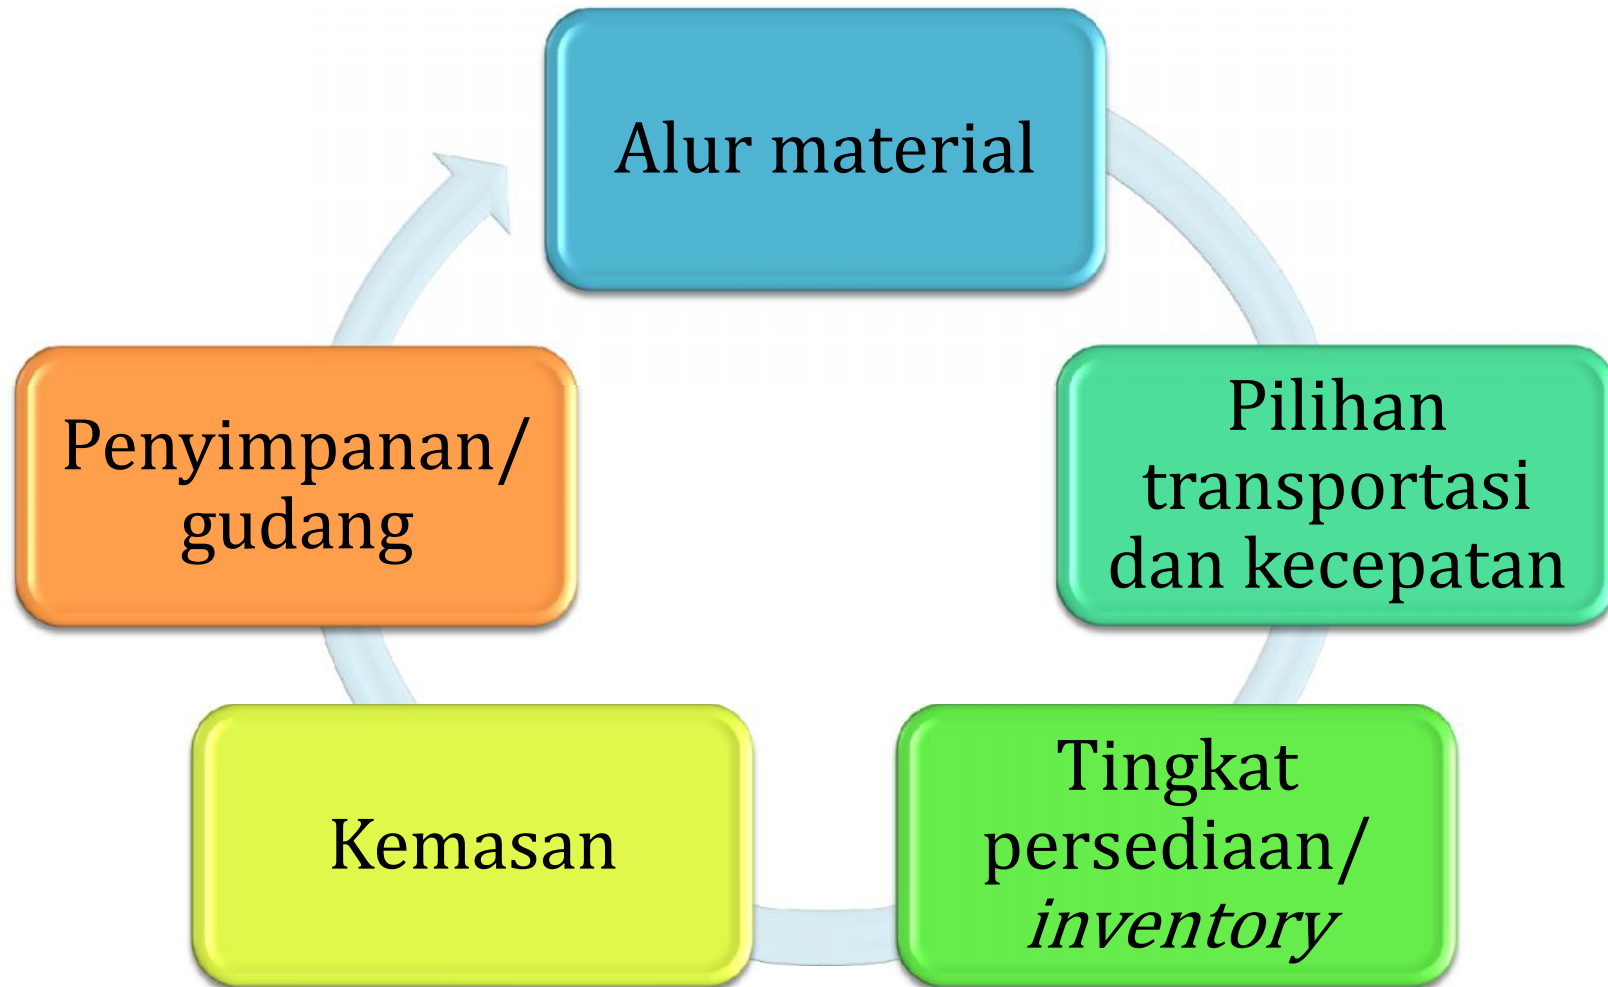 Alur material
Pilihan
transportasi
dan kecepatan
Tingkat
persediaan/
inventory
Kemasan
Penyimpanan/
gudang